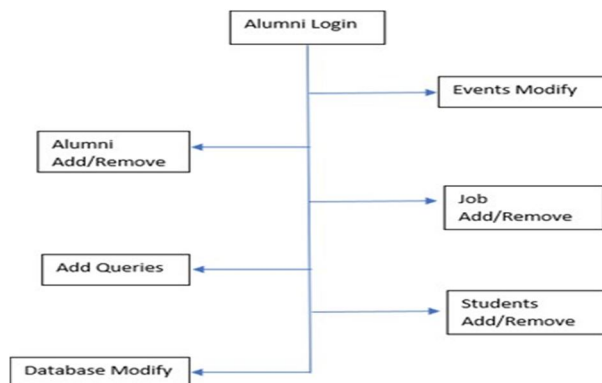 Alumni Login
Events Modify
Alumni
Add/Remove
Job
Add/Remove
Add Queries
Students
Add/Remove
Database Modify